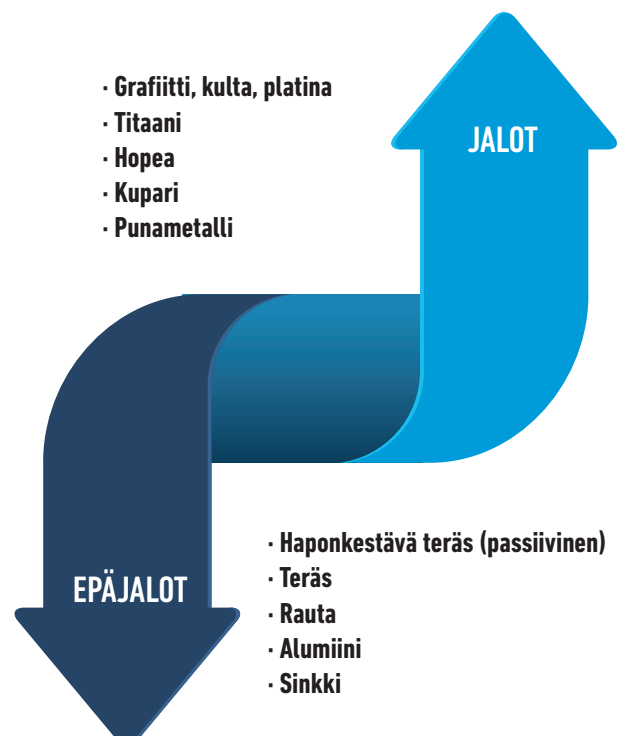 · Grafiitti, kulta, platina
· Titaani
· Hopea
· Kupari
· Punametalli
JALOT
EPÄJALOT
· Haponkestävä teräs (passiivinen)
· Teräs
· Rauta
· Alumiini
· Sinkki